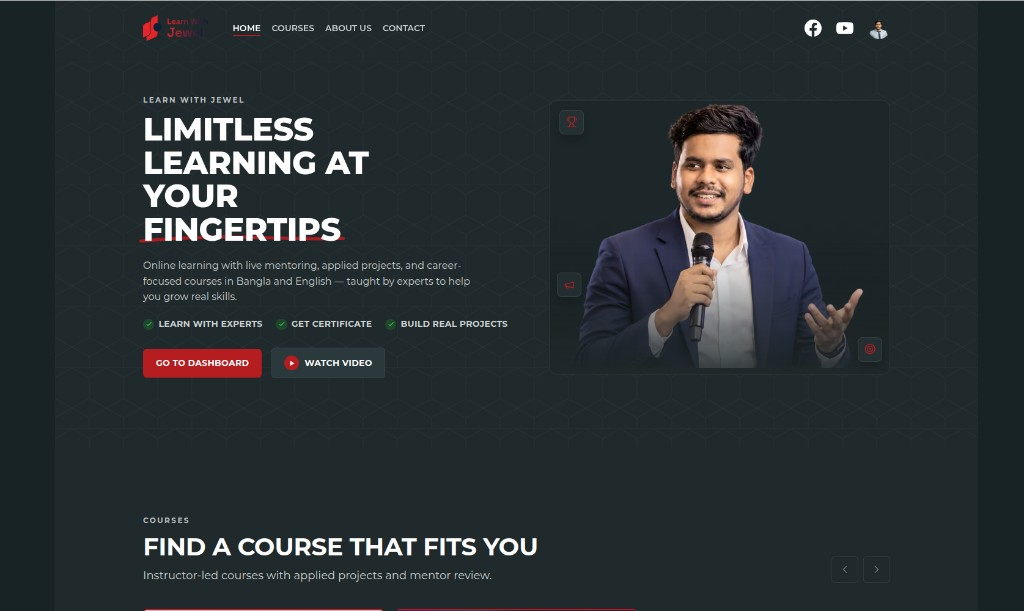 Learn
Jewel
HOME COURSES ABOUT US CONTACT
LEARN WITH JEWEL
LIMITLESS
LEARNING AT
YOUR
FINGERTIPS
Online learning with live mentoring, applied projects, and career-
focused courses in Bangla and English — taught by experts to help
you grow real skills.
LEARN WITH EXPERTS GET CERTIFICATE BUILD REAL PROJECTS
GO TO DASHBOARD WATCH VIDEO
COURSES
FIND A COURSE THAT FITS YOU
Instructor-led courses with applied projects and mentor review.